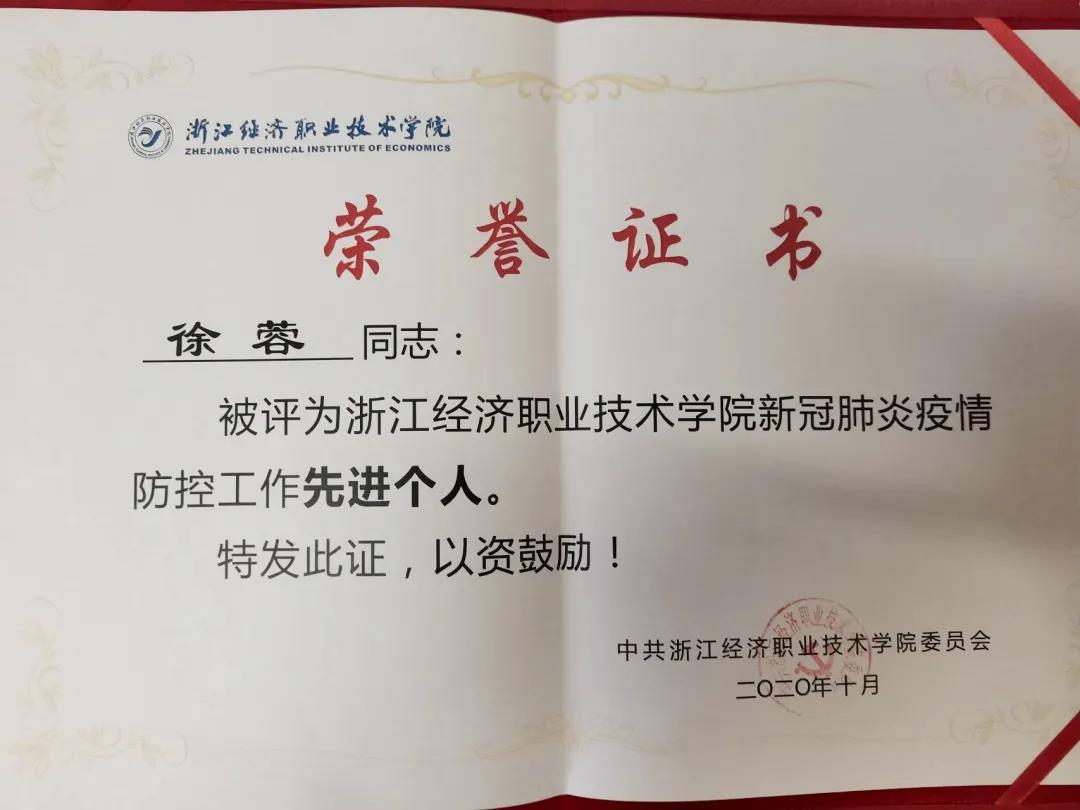 浙江经济职业技术学院
ZHEJIANG TECHNICAL INSTITUTE OF ECONOMICS
荣誉证书
徐蓉同志：
被评为浙江经济职业技术学院新冠肺炎疫情
防控工作先进个人。
特发此证，以资鼓励！
中共浙江经济职业技术学院委员会
二〇二〇年十月